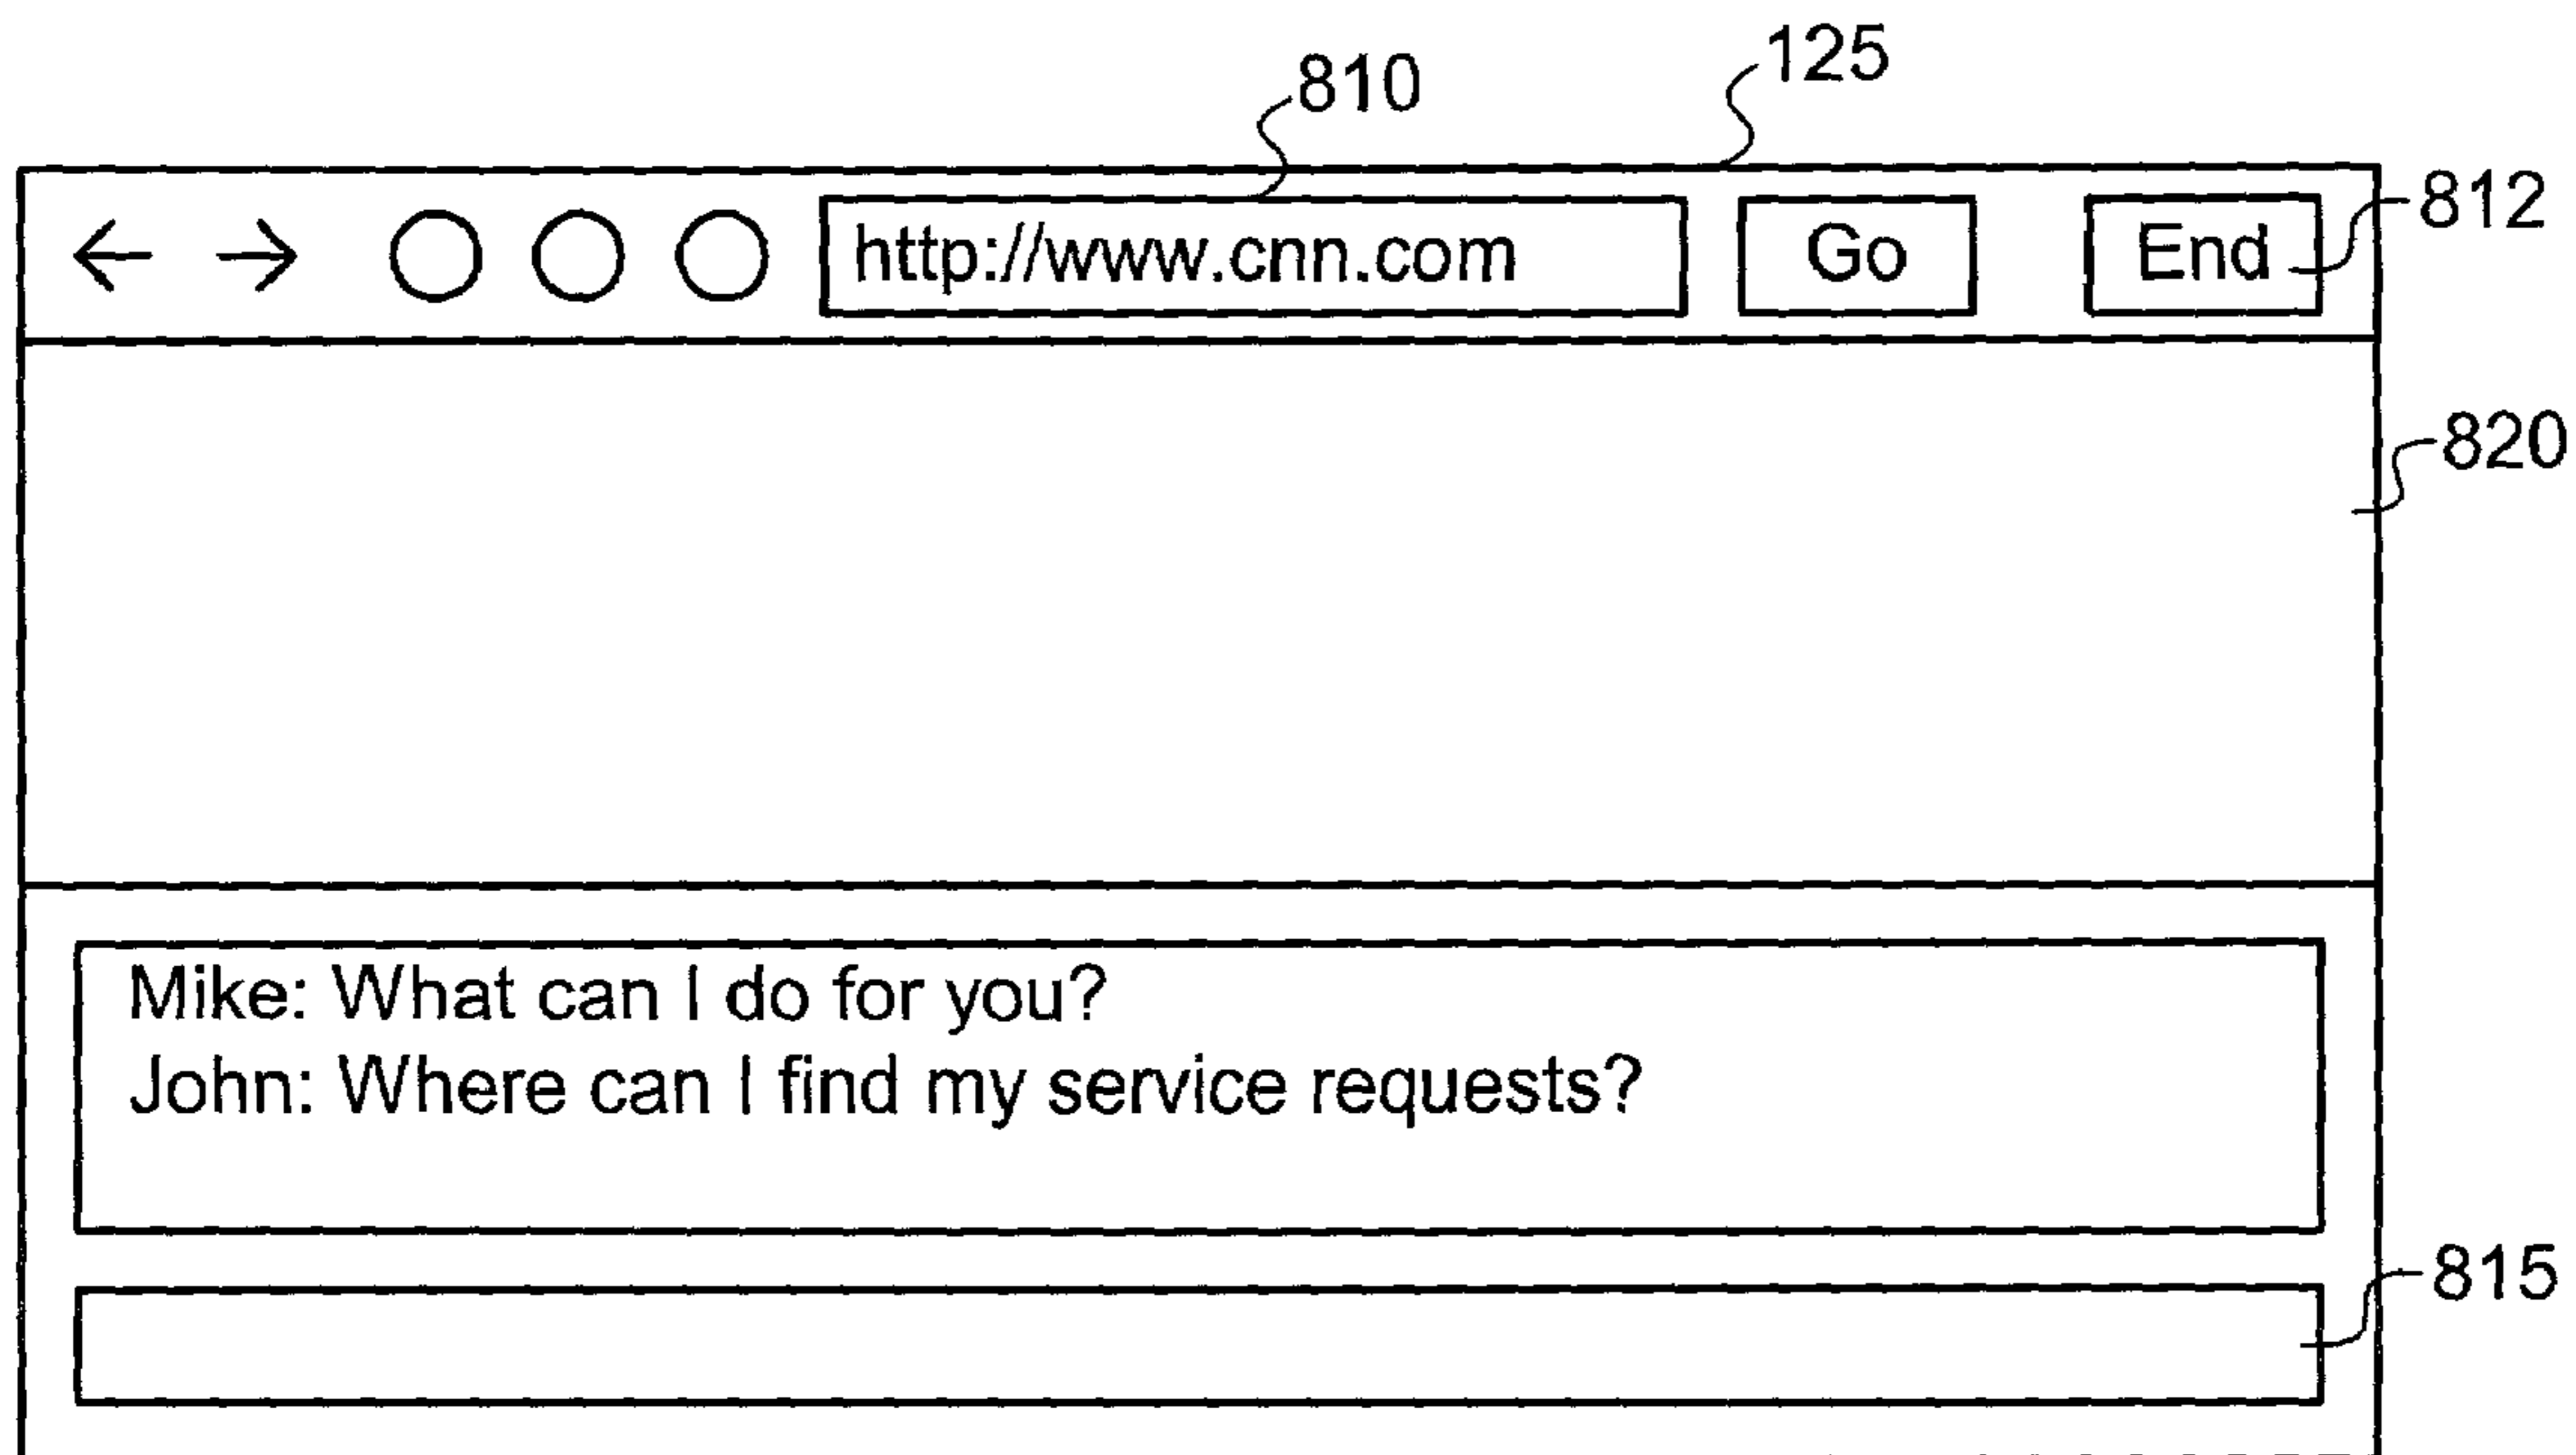 125
810
http://www.cnn.com Go End 812
820
Mike: What can I do for you?
John: Where can I find my service requests?
815